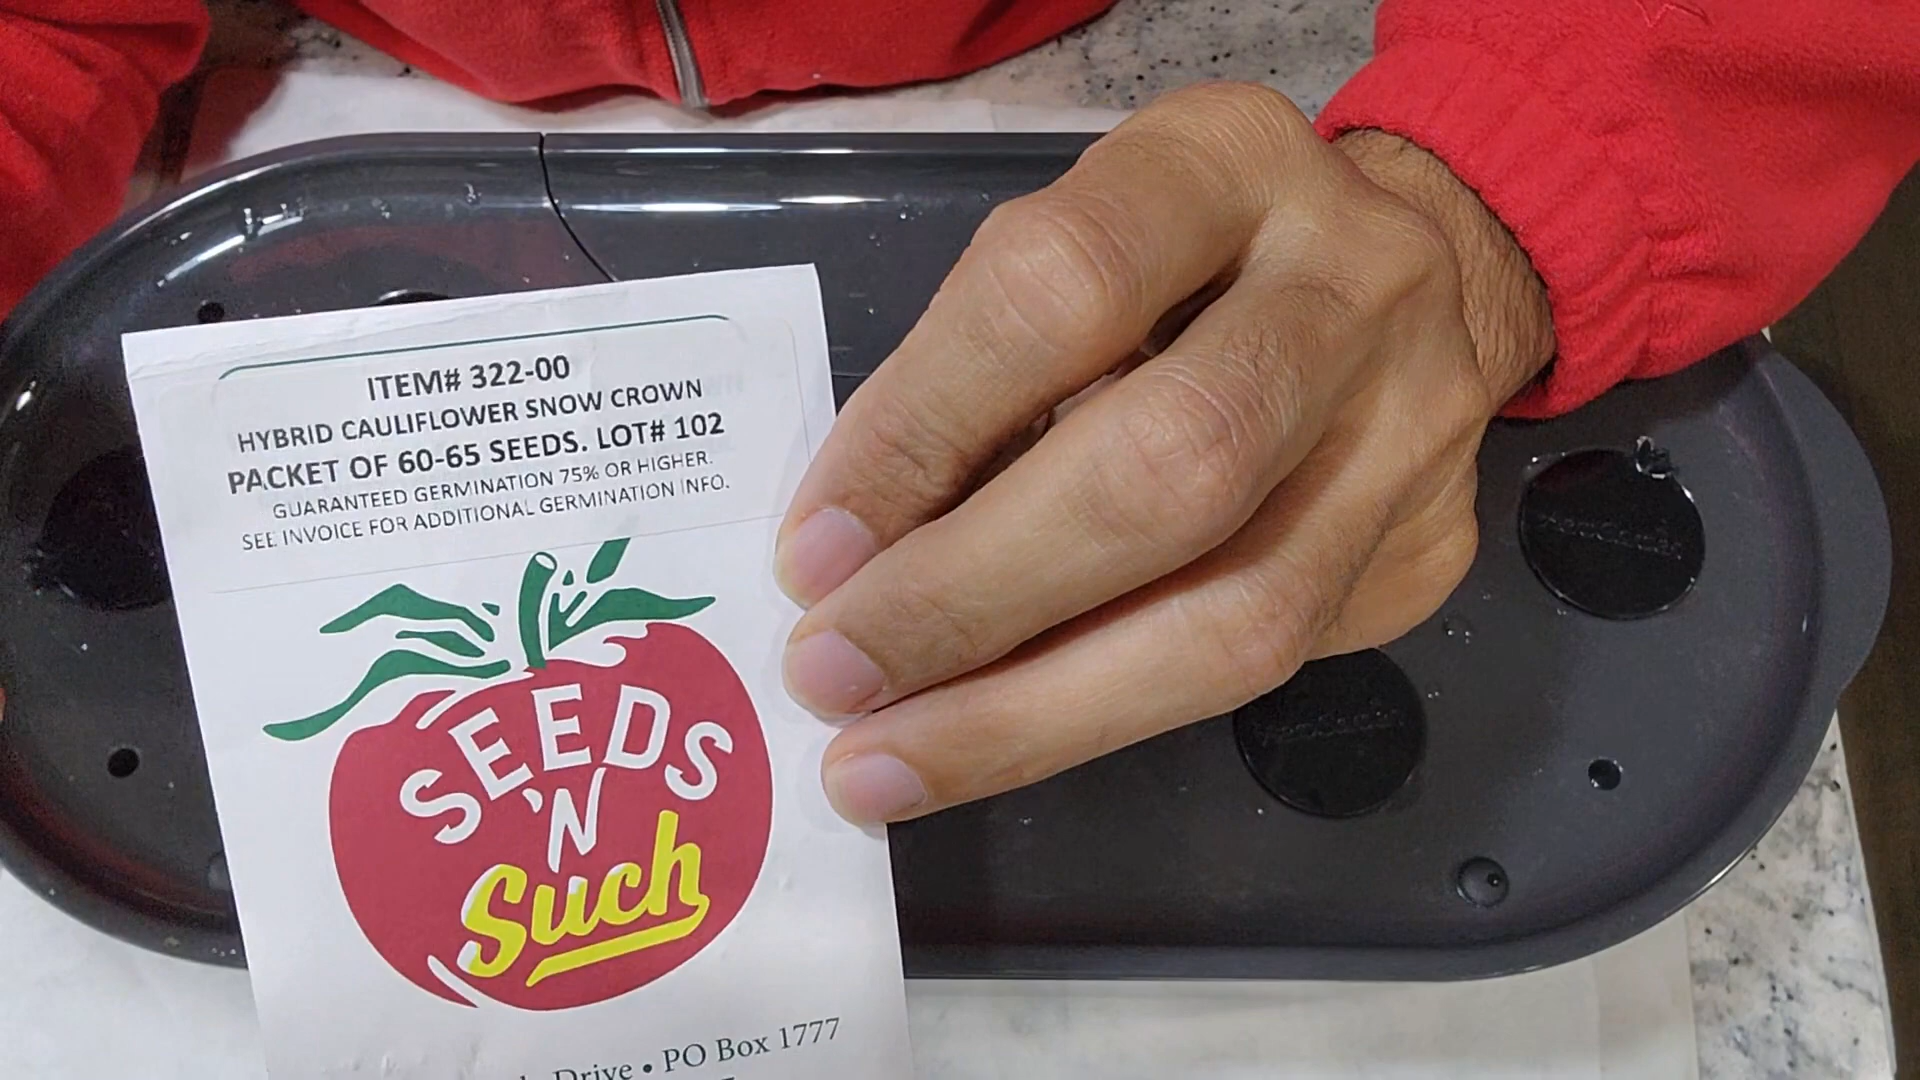 ITEM# 322-00
HYBRID CAULIFLOWER SNOW CROWN
PACKET OF 60-65 SEEDS. LOT# 102
GUARANTEED GERMINATION 75% OR HIGHER.
SEE INVOICE FOR ADDITIONAL GERMINATION INFO.
SEEDS
'N
Such
Drive • PO Box 1777